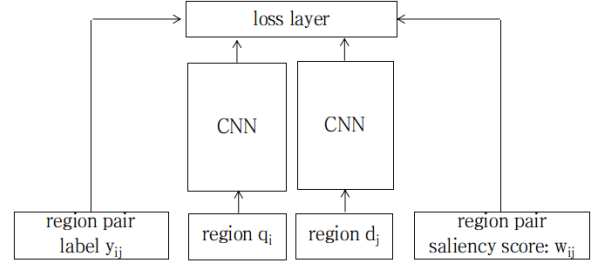 loss layer
CNN
CNN
region pair
label yᵢⱼ
region qᵢ
region dⱼ
region pair
saliency score: wᵢⱼ